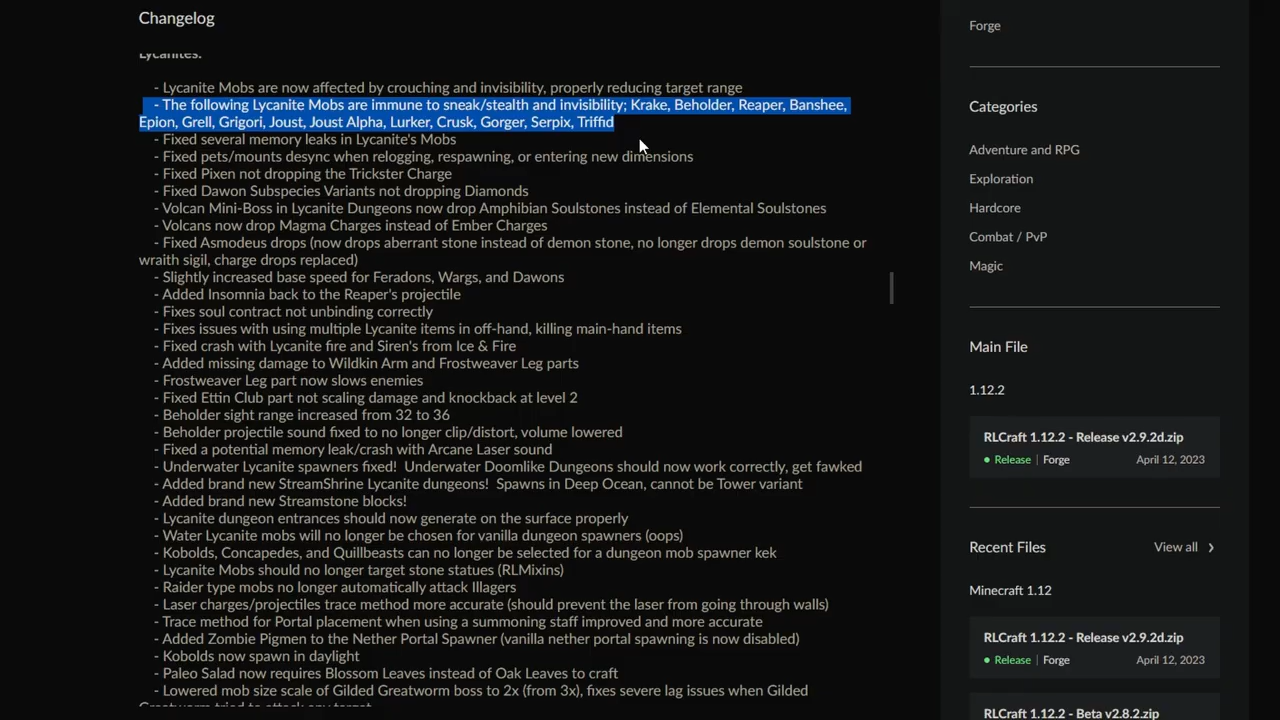 Changelog
Lycanites:
- Lycanite Mobs are now affected by crouching and invisibility, properly reducing target range
- The following Lycanite Mobs are immune to sneak/stealth and invisibility; Krake, Beholder, Reaper, Banshee,
Epion, Grell, Grigori, Joust, Joust Alpha, Lurker, Crusk, Gorger, Serpix, Triffid
- Fixed several memory leaks in Lycanite's Mobs
- Fixed pets/mounts desync when relogging, respawning, or entering new dimensions
- Fixed Pixen not dropping the Trickster Charge
- Fixed Dawon Subspecies Variants not dropping Diamonds
- Volcan Mini-Boss in Lycanite Dungeons now drop Amphibian Soulstones instead of Elemental Soulstones
- Volcans now drop Magma Charges instead of Ember Charges
- Fixed Asmodeus drops (now drops aberrant stone instead of demon stone, no longer drops demon soulstone or
wraith sigil, charge drops replaced)
- Slightly increased base speed for Feradons, Wargs, and Dawons
- Added Insomnia back to the Reaper's projectile
- Fixes soul contract not unbinding correctly
- Fixes issues with using multiple Lycanite items in off-hand, killing main-hand items
- Fixed crash with Lycanite fire and Siren's from Ice & Fire
- Added missing damage to Wildkin Arm and Frostweaver Leg parts
- Frostweaver Leg part now slows enemies
- Fixed Ettin Club part not scaling damage and knockback at level 2
- Beholder sight range increased from 32 to 36
- Beholder projectile sound fixed to no longer clip/distort, volume lowered
- Fixed a potential memory leak/crash with Arcane Laser sound
- Underwater Lycanite spawners fixed!  Underwater Doomlike Dungeons should now work correctly, get fawked
- Added brand new StreamShrine Lycanite dungeons!  Spawns in Deep Ocean, cannot be Tower variant
- Added brand new Streamstone blocks!
- Lycanite dungeon entrances should now generate on the surface properly
- Water Lycanite mobs will no longer be chosen for vanilla dungeon spawners (oops)
- Kobolds, Concapedes, and Quillbeasts can no longer be selected for a dungeon mob spawner kek
- Lycanite Mobs should no longer target stone statues (RLMixins)
- Raider type mobs no longer automatically attack Illagers
- Laser charges/projectiles trace method more accurate (should prevent the laser from going through walls)
- Trace method for Portal placement when using a summoning staff improved and more accurate
- Added Zombie Pigmen to the Nether Portal Spawner (vanilla nether portal spawning is now disabled)
- Kobolds now spawn in daylight
- Paleo Salad now requires Blossom Leaves instead of Oak Leaves to craft
- Lowered mob size scale of Gilded Greatworm boss to 2x (from 3x), fixes severe lag issues when Gilded
Greatworm tried to attack any target
Forge
Categories
Adventure and RPG
Exploration
Hardcore
Combat / PvP
Magic
Main File
1.12.2
RLCraft 1.12.2 - Release v2.9.2d.zip
Release | Forge April 12, 2023
Recent Files View all
Minecraft 1.12
RLCraft 1.12.2 - Release v2.9.2d.zip
Release | Forge April 12, 2023
RLCraft 1.12.2 - Beta v2.8.2.zip